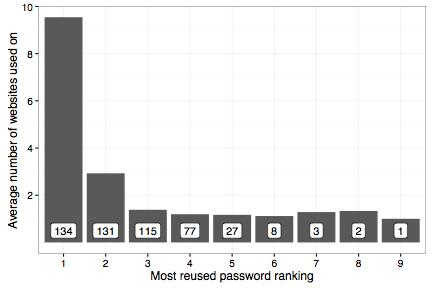 Average number of websites used on
10
8
6
4
2
134 131 115 77 27 8 3 2 1
1 2 3 4 5 6 7 8 9
Most reused password ranking